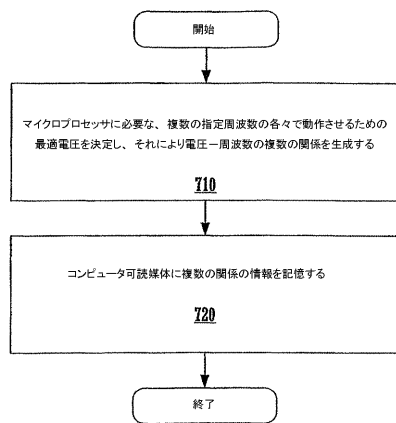 開始
マイクロプロセッサに必要な、複数の指定周波数の各々で動作させるための
最適電圧を決定し、それにより電圧－周波数の複数の関係を生成する
710
コンピュータ可読媒体に複数の関係の情報を記憶する
720
終了